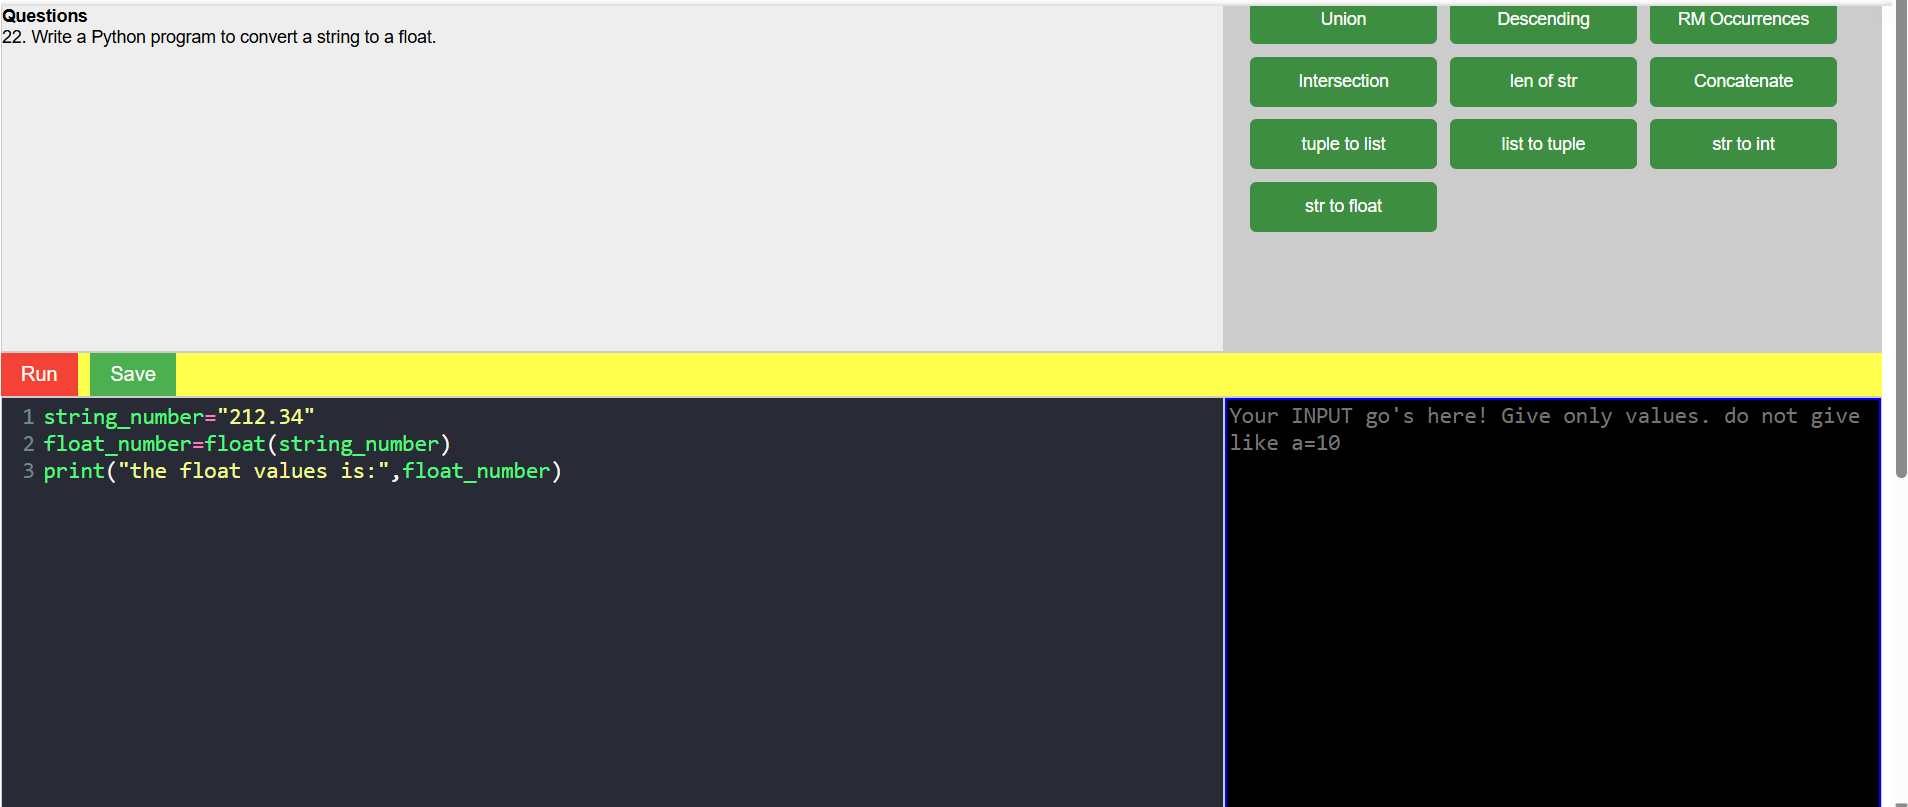 Questions
22. Write a Python program to convert a string to a float.
Union
Descending
RM Occurrences
Intersection
len of str
Concatenate
tuple to list
list to tuple
str to int
str to float
Run
Save
1 string_number="212.34"
2 float_number=float(string_number)
3 print("the float values is:",float_number)
Your INPUT go's here! Give only values. do not give
like a=10